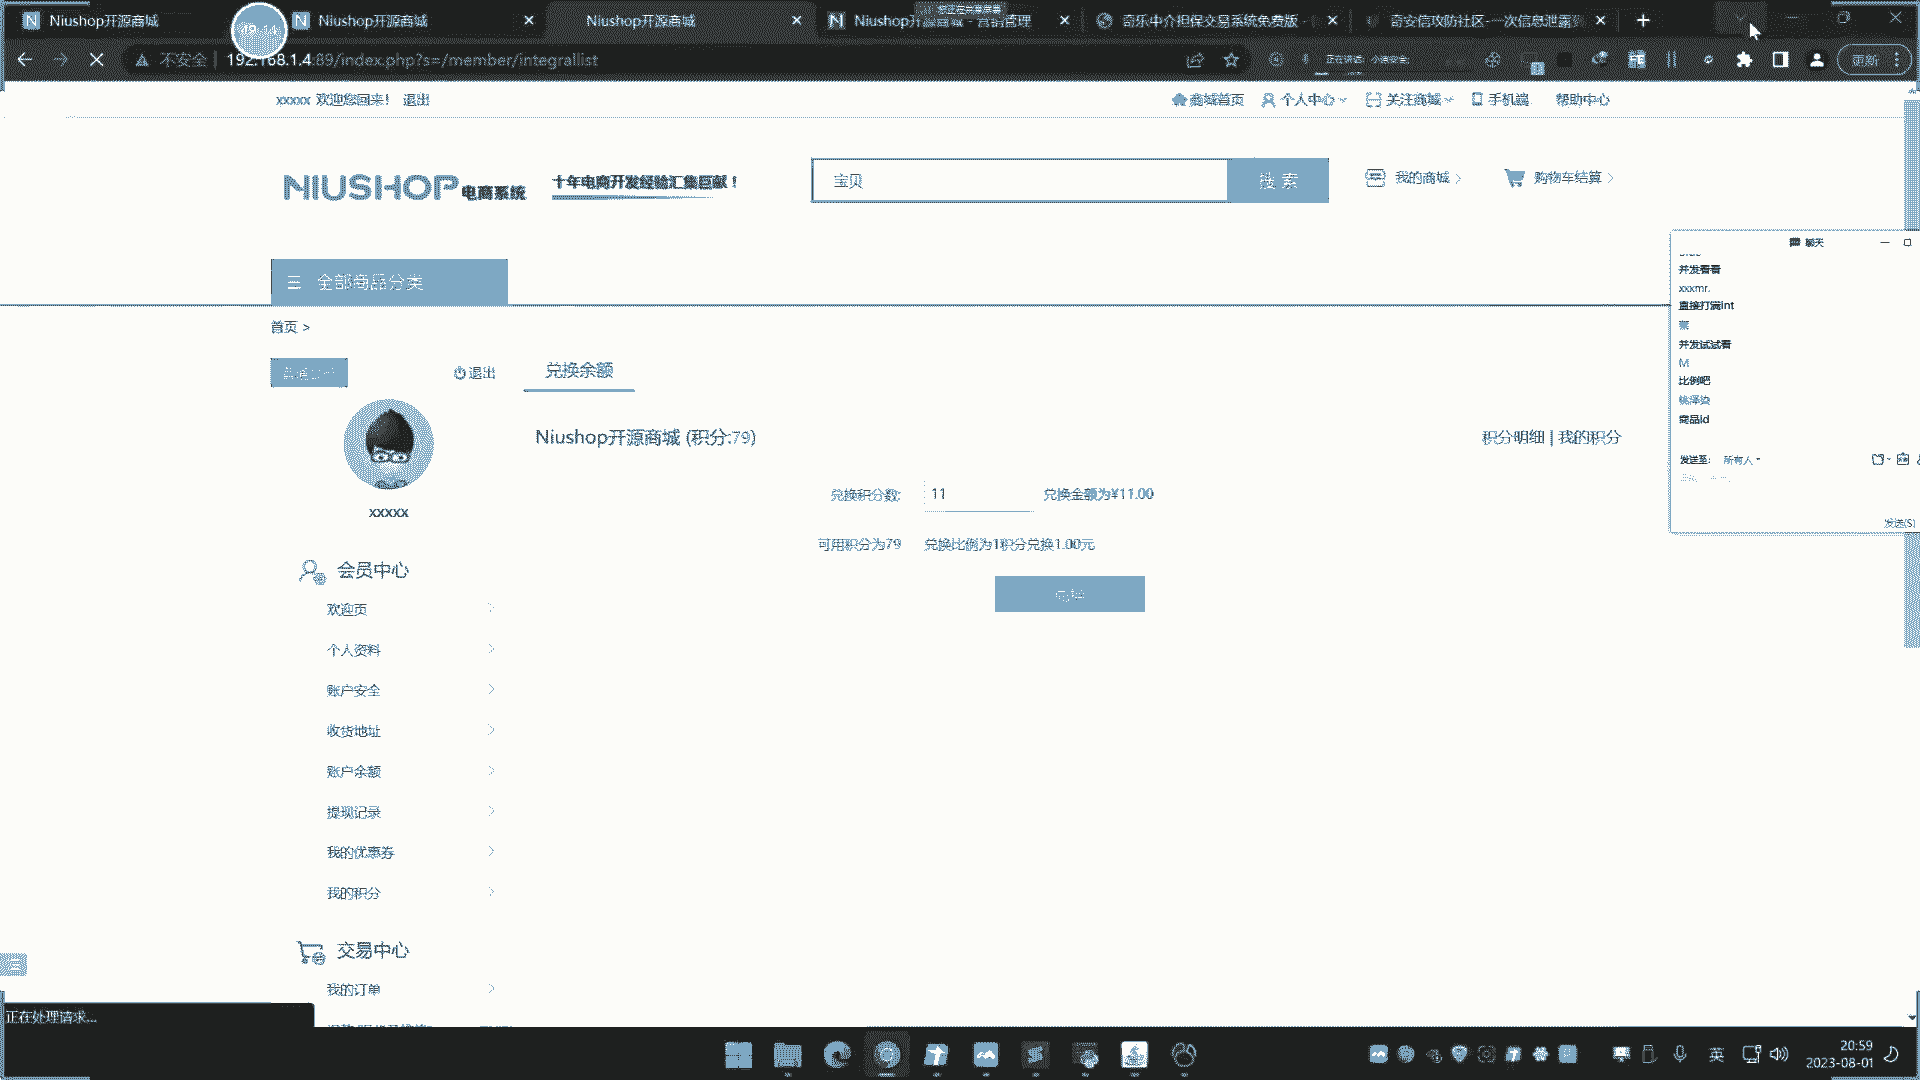 Niushop开源商城
Niushop开源商城
Niushop开源商城
Niushop开源商城 - 营销管理
奇乐中介担保交易系统免费版 -
奇安信攻防社区-一次信息泄露到
不安全
192.168.1.4:89/index.php?s=/member/integrallist
更新
xxxxx 欢迎您回来! 退出
商城首页
个人中心
关注商城
手机端
帮助中心
NIUSHOP电商系统
十年电商开发经验汇集巨献!
宝贝
搜 索
我的商城
购物车结算
全部商品分类
首页 >
退出
兑换余额
xxxxx
Niushop开源商城 (积分:79)
积分明细 | 我的积分
兑换积分数:
11
兑换金额为¥11.00
可用积分为79
兑换比例为1积分兑换1.00元
会员中心
欢迎页
个人资料
账户安全
收货地址
账户余额
提现记录
我的优惠券
我的积分
交易中心
我的订单
聊天
并发看看
xxxmr.
直接打满int
并发试试看
比例吧
商品id
发送至:
所有人
发送(S)
正在处理请求...
英
20:59
2023-08-01